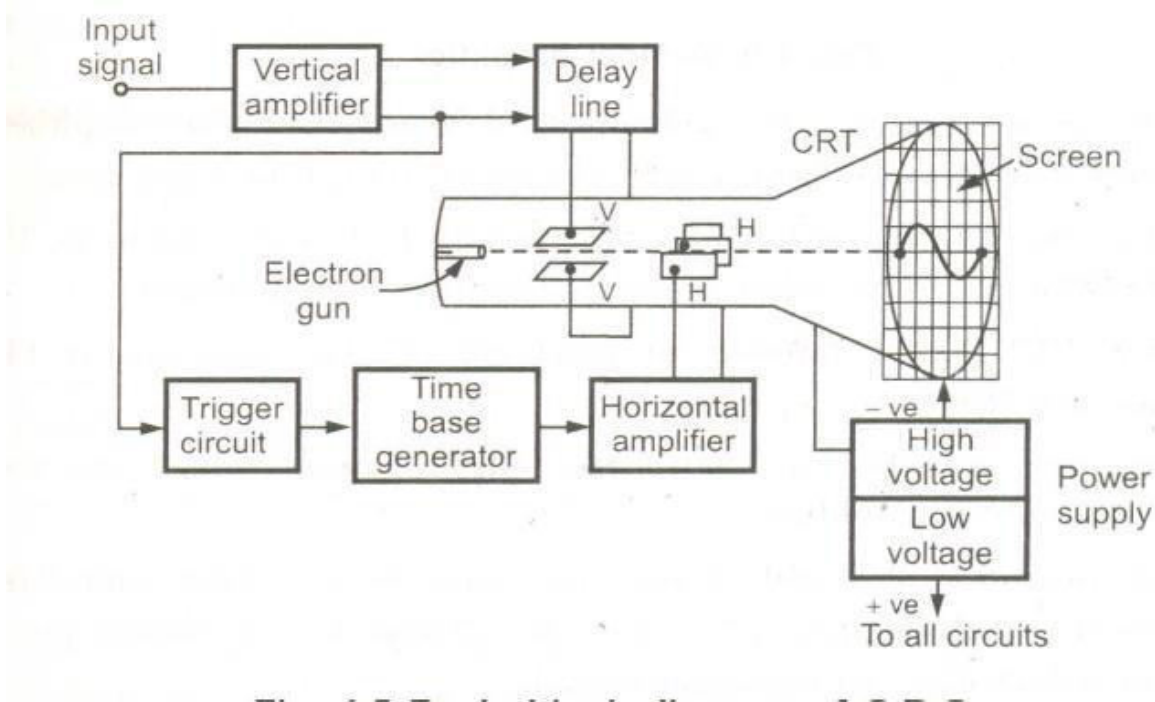 Input
signal
Vertical
amplifier
Delay
line
CRT
Screen
V
H
Electron
gun
V
H
Trigger
circuit
Time
base
generator
Horizontal
amplifier
– ve
High
voltage
Low
voltage
Power
supply
+ ve
To all circuits